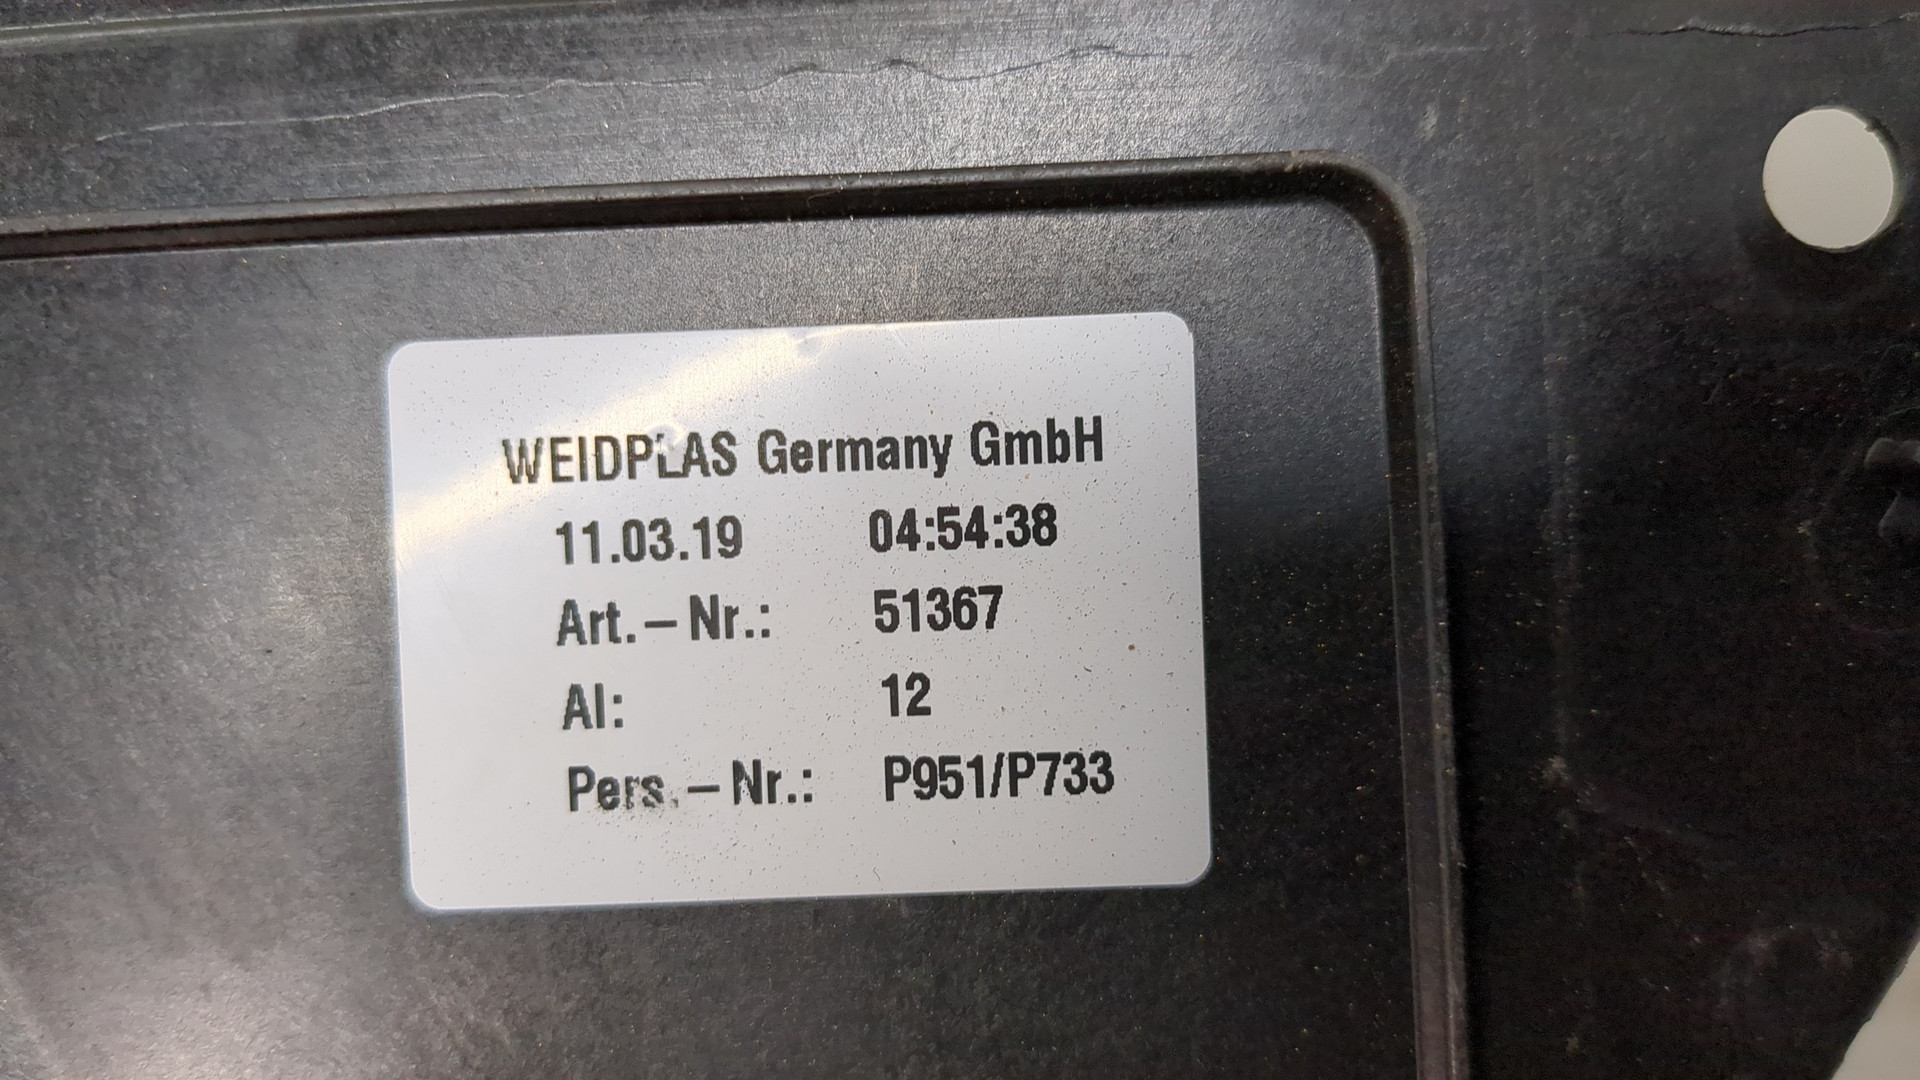 WEIDPLAS Germany GmbH
11.03.19 04:54:38
Art.-Nr.: 51367
AI: 12
Pers.-Nr.: P951/P733